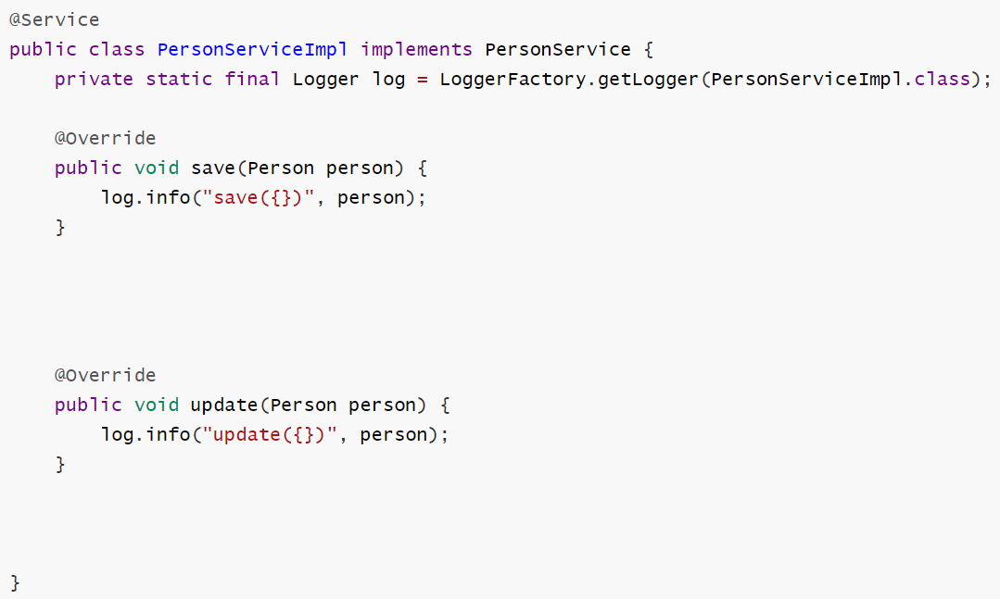 @Service
public class PersonServiceImpl implements PersonService {
    private static final Logger log = LoggerFactory.getLogger(PersonServiceImpl.class);
    @Override
    public void save(Person person) {
        log.info("save({})", person);
    }
    @Override
    public void update(Person person) {
        log.info("update({})", person);
    }
}